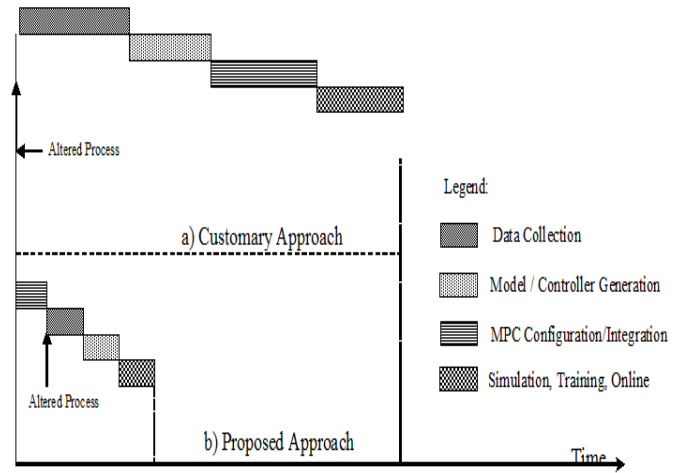 Altered Process
a) Customary Approach
Legend:
Data Collection
Model / Controller Generation
MPC Configuration/Integration
Simulation, Training, Online
Altered Process
b) Proposed Approach
Time